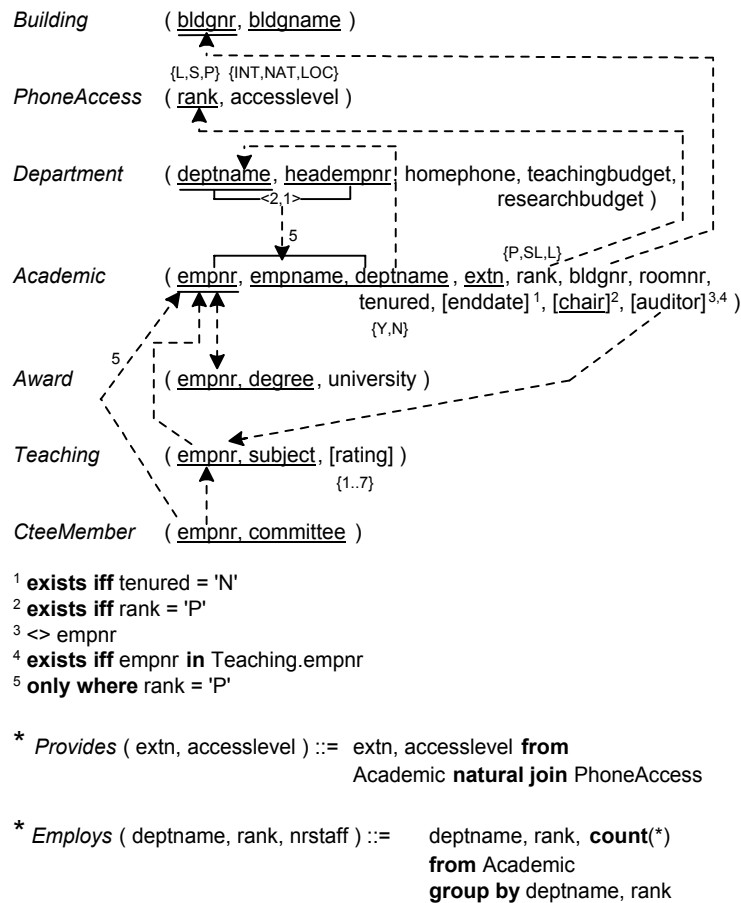 Building ( bldgnr, bldgname )
{L,S,P} {INT,NAT,LOC}
PhoneAccess ( rank, accesslevel )
Department ( deptname, headempnr, homephone, teachingbudget,
researchbudget )
<2,1>
5
{P,SL,L}
Academic ( empnr, empname, deptname , extn, rank, bldgnr, roomnr,
tenured, [enddate] 1, [chair]2, [auditor]3,4 )
{Y,N}
5
Award ( empnr, degree , university )
Teaching ( empnr, subject, [rating] )
{1..7}
CteeMember ( empnr, committee )
1 exists iff tenured = 'N'
2 exists iff rank = 'P'
3 <> empnr
4 exists iff empnr in Teaching.empnr
5 only where rank = 'P'
* Provides ( extn, accesslevel ) ::= extn, accesslevel from
Academic natural join PhoneAccess
* Employs ( deptname, rank, nrstaff ) ::= deptname, rank, count(*)
from Academic
group by deptname, rank